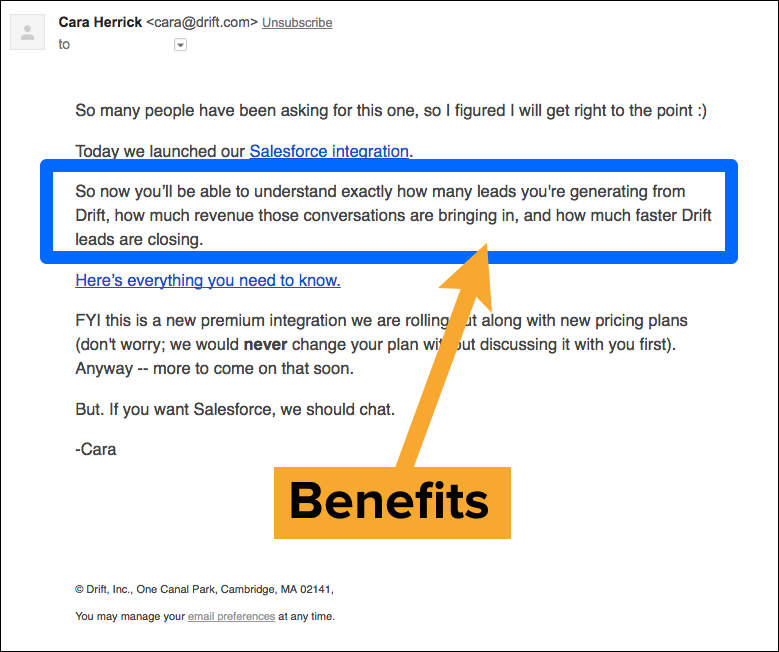 Cara Herrick <cara@drift.com> Unsubscribe
to
So many people have been asking for this one, so I figured I will get right to the point :)
Today we launched our Salesforce integration.
So now you’ll be able to understand exactly how many leads you're generating from
Drift, how much revenue those conversations are bringing in, and how much faster Drift
leads are closing.
Here’s everything you need to know.
FYI this is a new premium integration we are rolling out along with new pricing plans
(don't worry; we would never change your plan without discussing it with you first).
Anyway -- more to come on that soon.
But. If you want Salesforce, we should chat.
-Cara
Benefits
© Drift, Inc., One Canal Park, Cambridge, MA 02141,
You may manage your email preferences at any time.